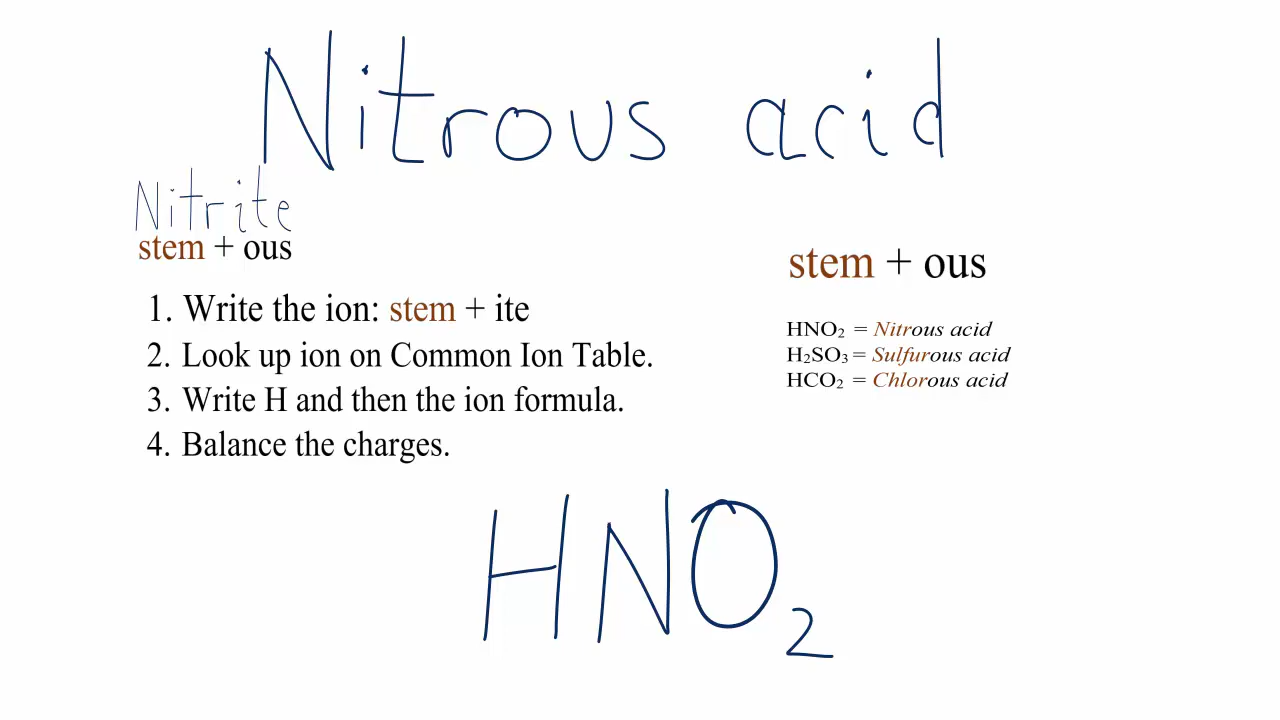 Nitrous acid
Nitrite
stem + ous
1. Write the ion: stem + ite
2. Look up ion on Common Ion Table.
3. Write H and then the ion formula.
4. Balance the charges.
stem + ous
HNO₂ = Nitrous acid
H₂SO₃ = Sulfurous acid
HCO₂ = Chlorous acid
HNO₂